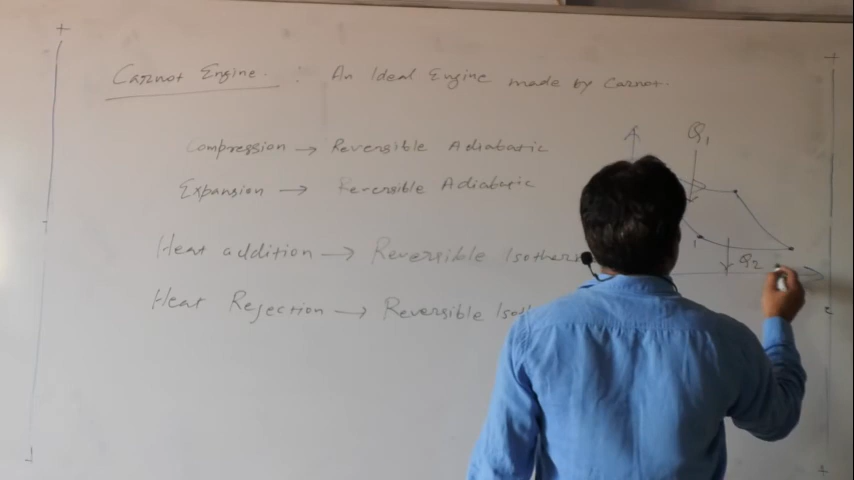 Carnot Engine : An Ideal Engine made by Carnot.
Compression → Reversible Adiabatic
Expansion → Reversible Adiabatic
Heat addition → Reversible
Heat Rejection → Reversible
Q1
1
Q2